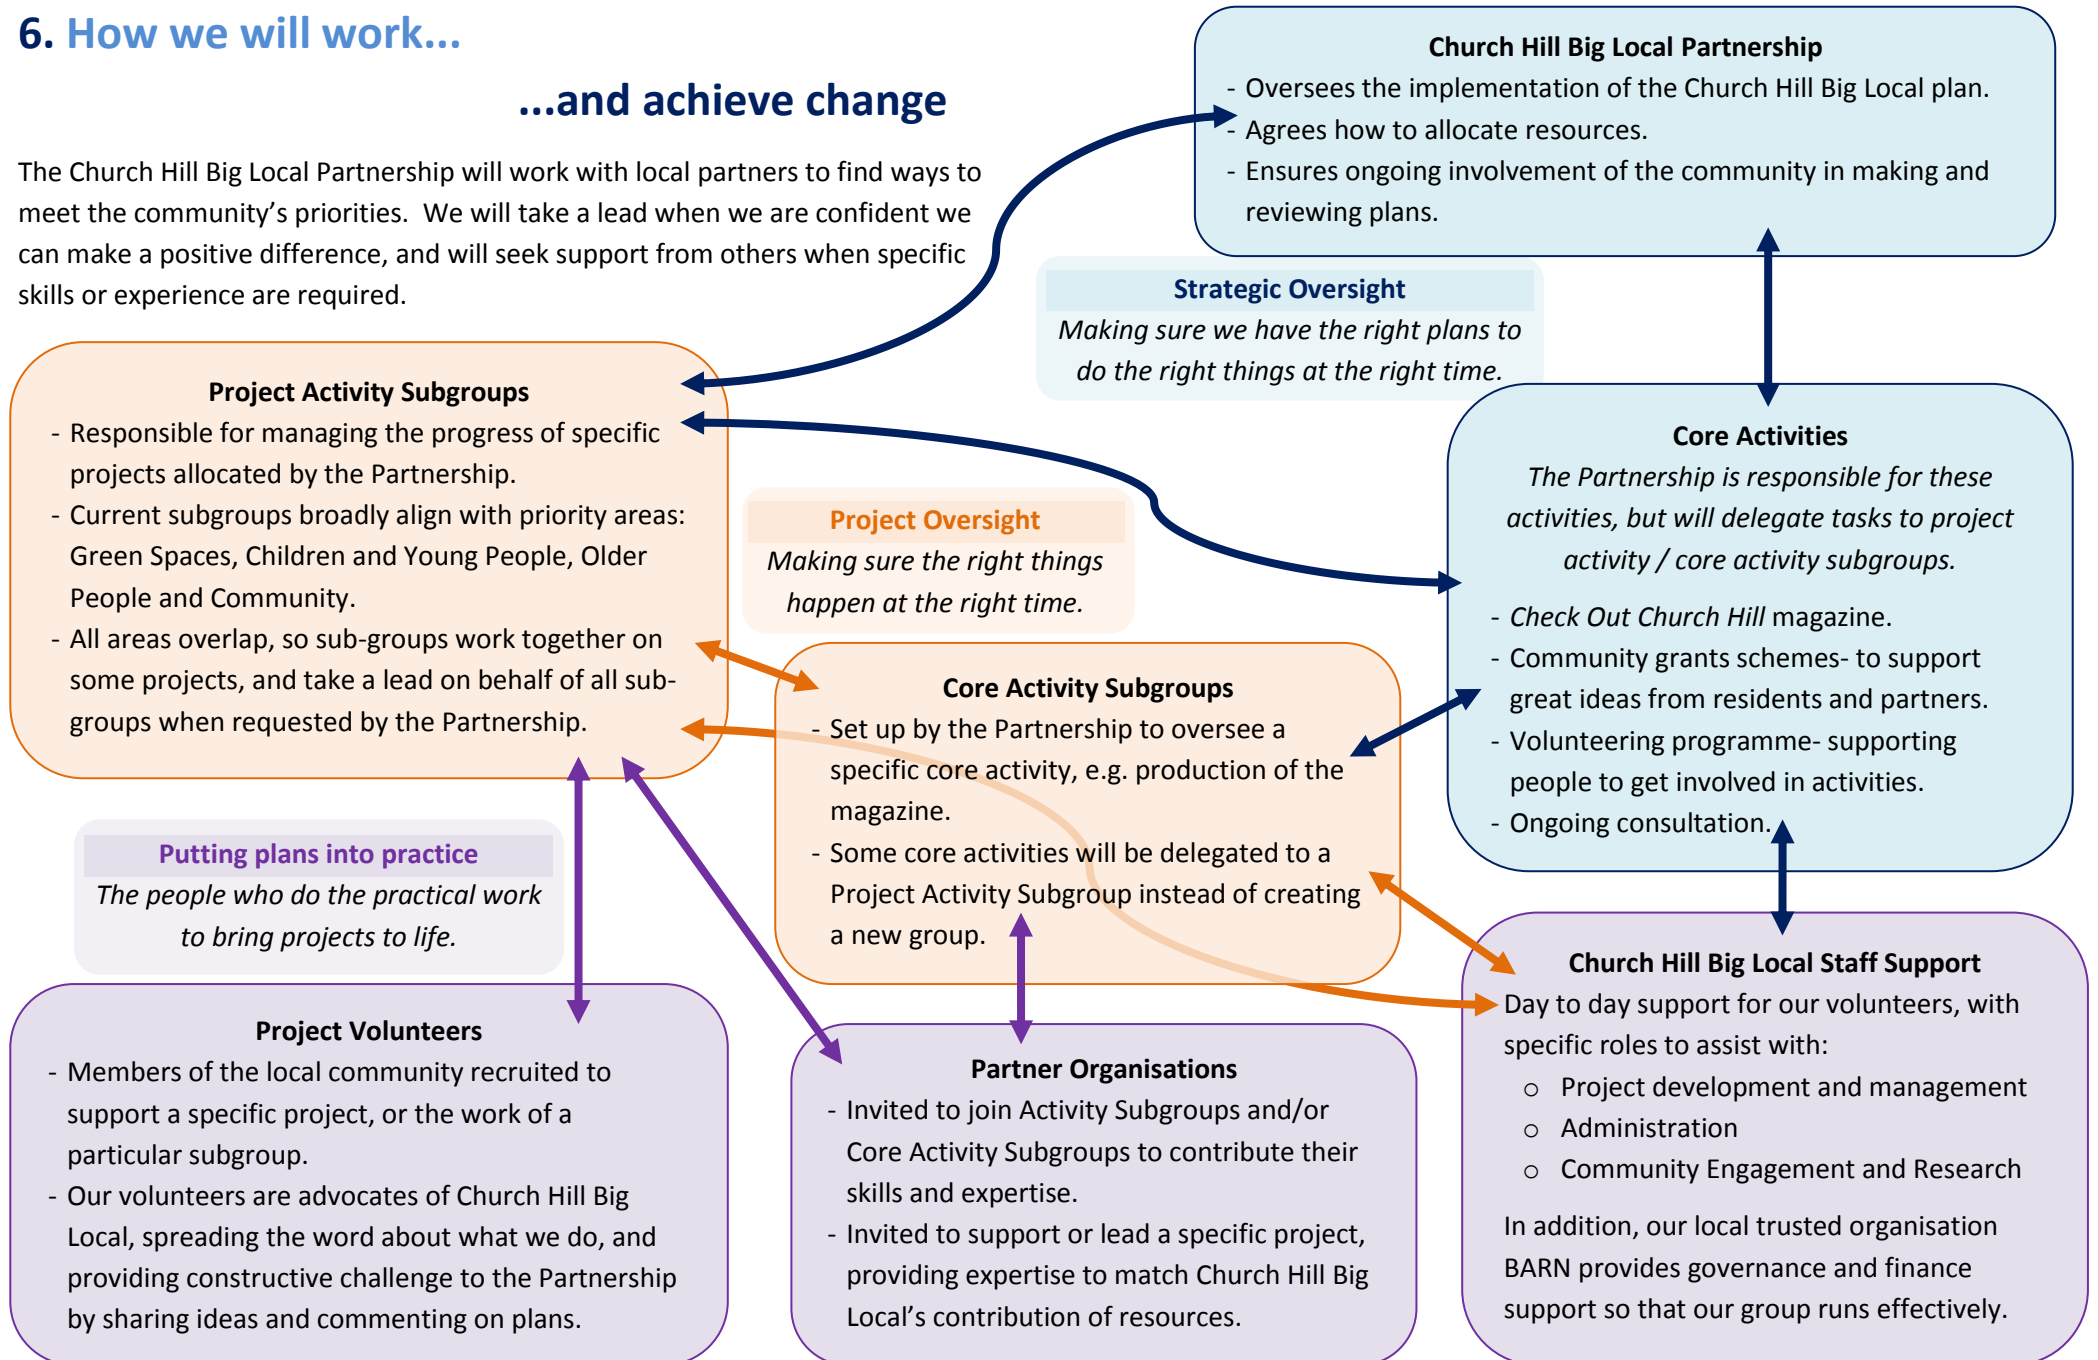 6. How we will work...
...and achieve change
The Church Hill Big Local Partnership will work with local partners to find ways to
meet the community’s priorities.  We will take a lead when we are confident we
can make a positive difference, and will seek support from others when specific
skills or experience are required.
Church Hill Big Local Partnership
- Oversees the implementation of the Church Hill Big Local plan.
- Agrees how to allocate resources.
- Ensures ongoing involvement of the community in making and
reviewing plans.
Strategic Oversight
Making sure we have the right plans to
do the right things at the right time.
Project Activity Subgroups
- Responsible for managing the progress of specific
projects allocated by the Partnership.
- Current subgroups broadly align with priority areas:
Green Spaces, Children and Young People, Older
People and Community.
- All areas overlap, so sub-groups work together on
some projects, and take a lead on behalf of all sub-
groups when requested by the Partnership.
Project Oversight
Making sure the right things
happen at the right time.
Core Activities
The Partnership is responsible for these
activities, but will delegate tasks to project
activity / core activity subgroups.
- Check Out Church Hill magazine.
- Community grants schemes- to support
great ideas from residents and partners.
- Volunteering programme- supporting
people to get involved in activities.
- Ongoing consultation.
Core Activity Subgroups
- Set up by the Partnership to oversee a
specific core activity, e.g. production of the
magazine.
- Some core activities will be delegated to a
Project Activity Subgroup instead of creating
a new group.
Putting plans into practice
The people who do the practical work
to bring projects to life.
Project Volunteers
- Members of the local community recruited to
support a specific project, or the work of a
particular subgroup.
- Our volunteers are advocates of Church Hill Big
Local, spreading the word about what we do, and
providing constructive challenge to the Partnership
by sharing ideas and commenting on plans.
Partner Organisations
- Invited to join Activity Subgroups and/or
Core Activity Subgroups to contribute their
skills and expertise.
- Invited to support or lead a specific project,
providing expertise to match Church Hill Big
Local’s contribution of resources.
Church Hill Big Local Staff Support
Day to day support for our volunteers, with
specific roles to assist with:
o Project development and management
o Administration
o Community Engagement and Research
In addition, our local trusted organisation
BARN provides governance and finance
support so that our group runs effectively.